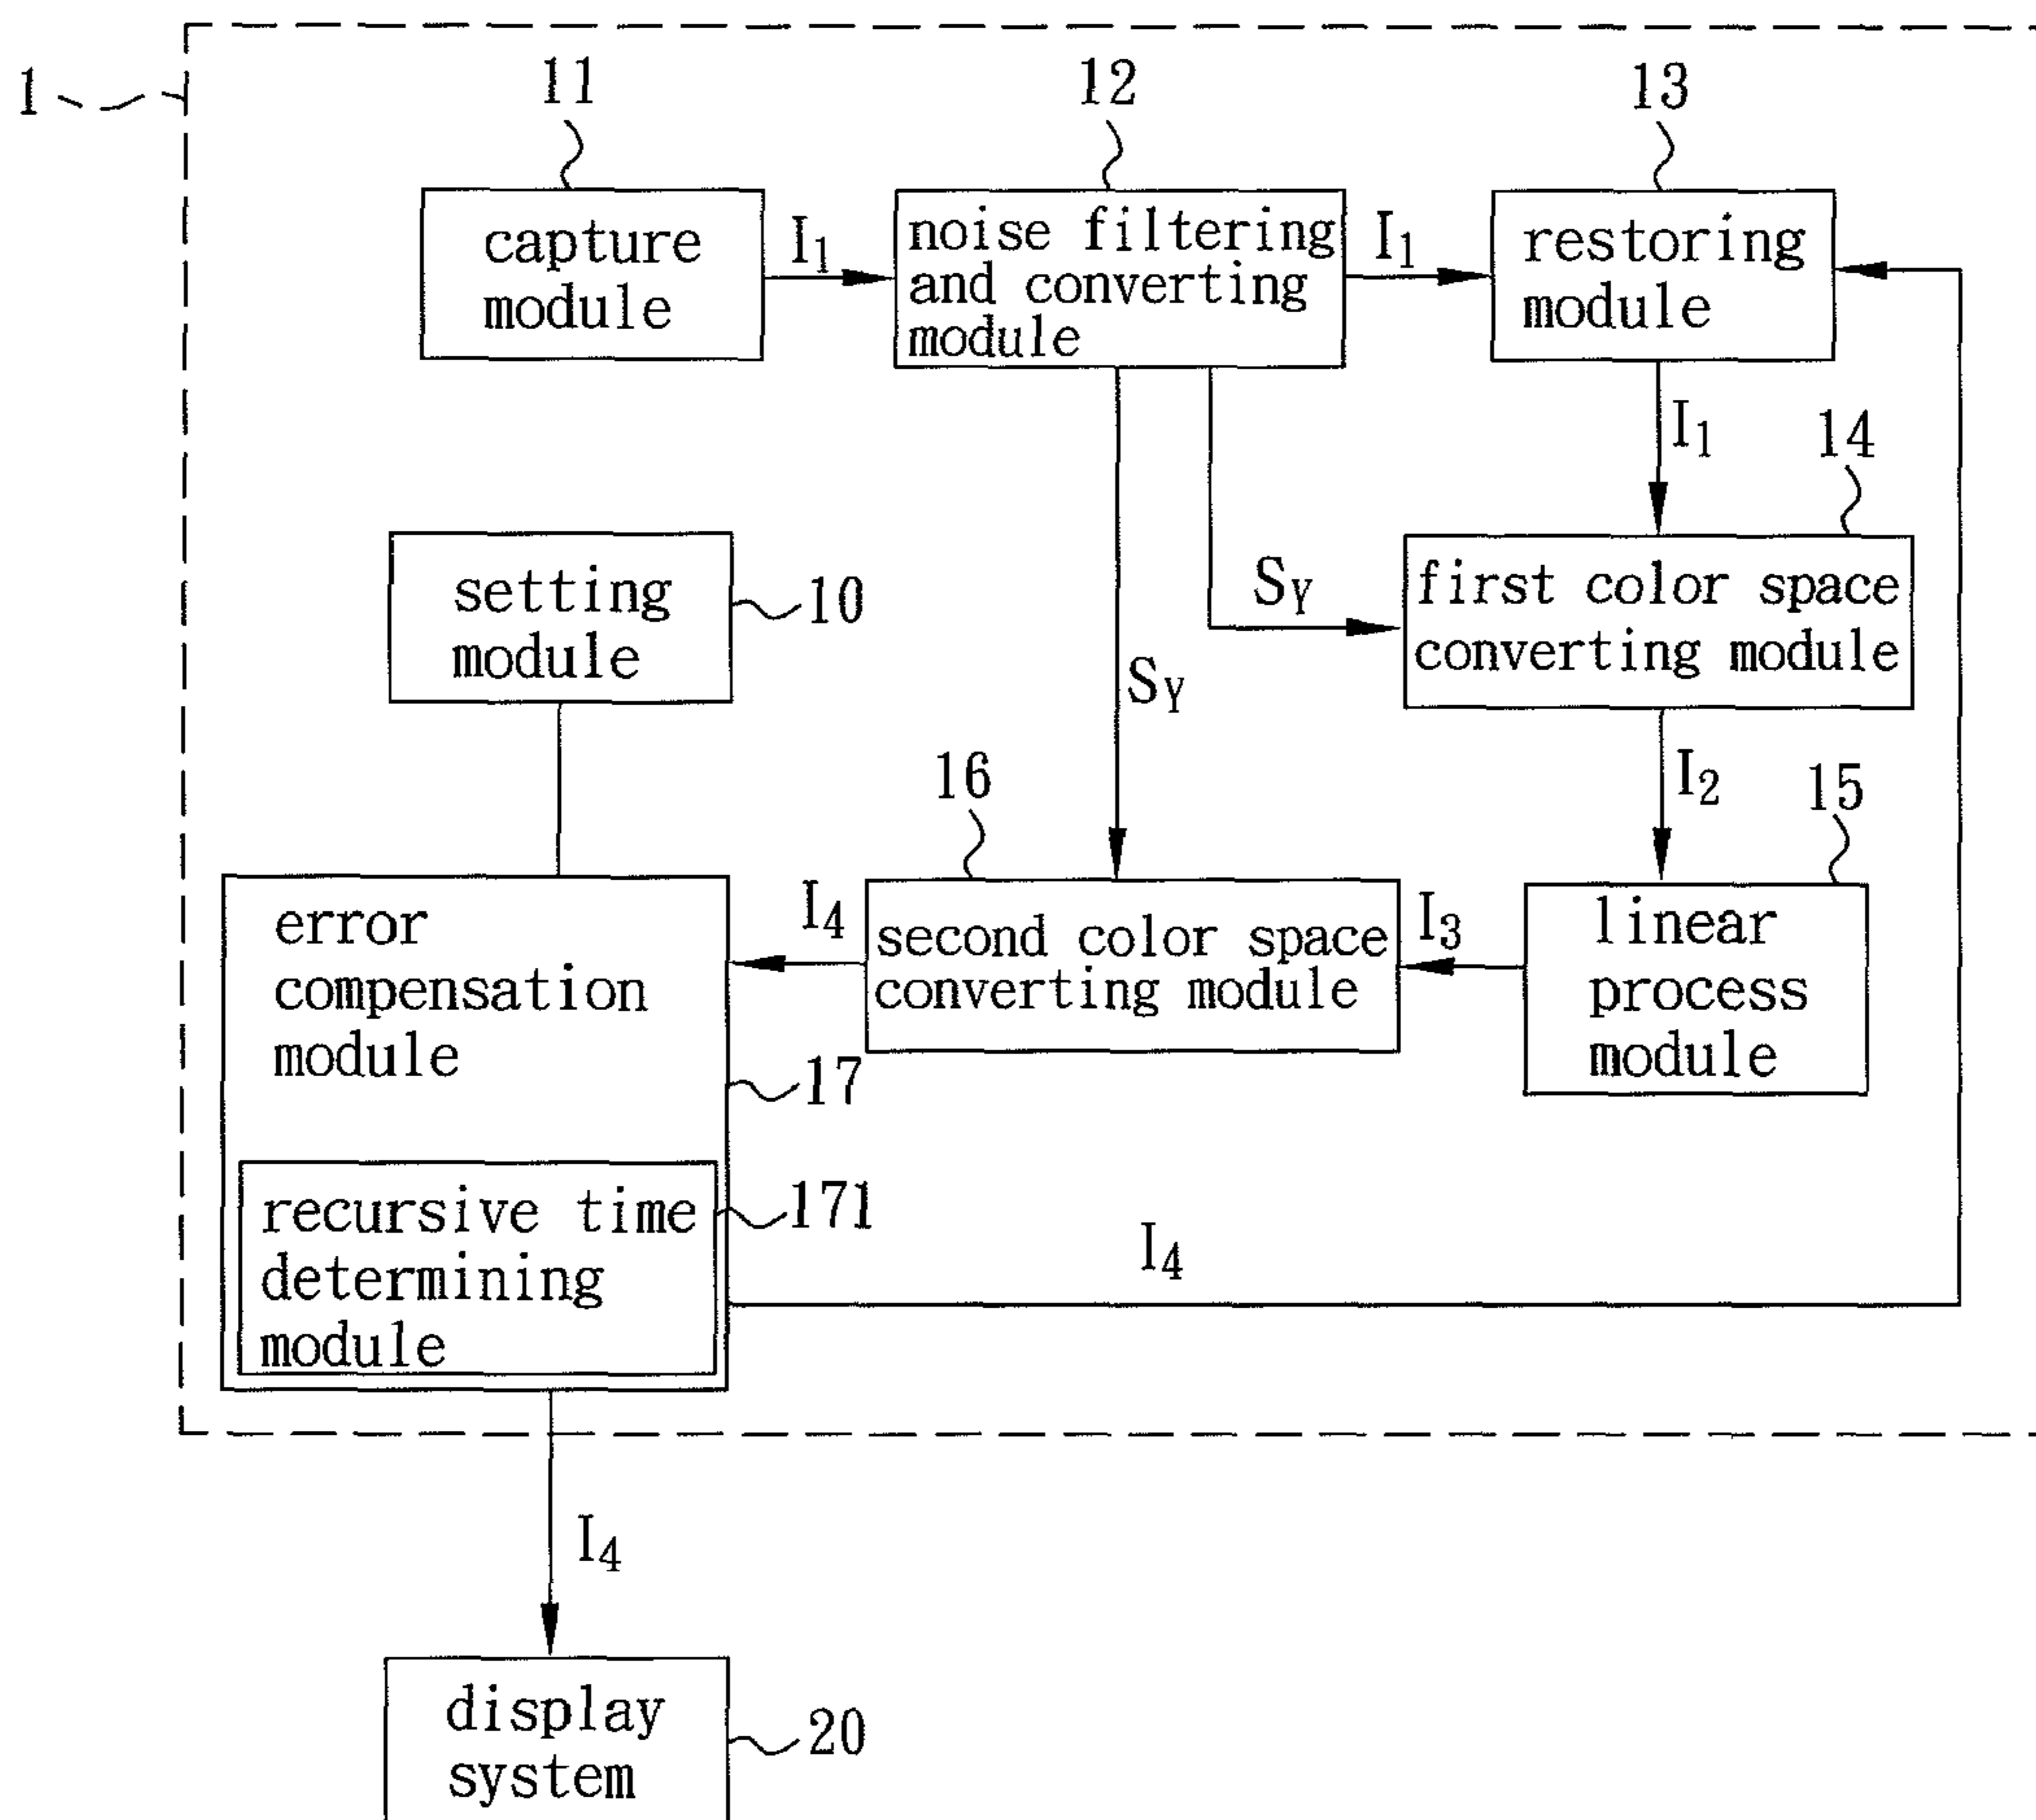 1
11
12
13
capture
module
I1
noise filtering
and converting
module
I1
restoring
module
I1
14
setting
module
10
SY
SY
first color space
converting module
I2
16
15
error
compensation
module
17
I4
second color space
converting module
I3
linear
process
module
recursive time
determining
module
171
I4
I4
display
system
20